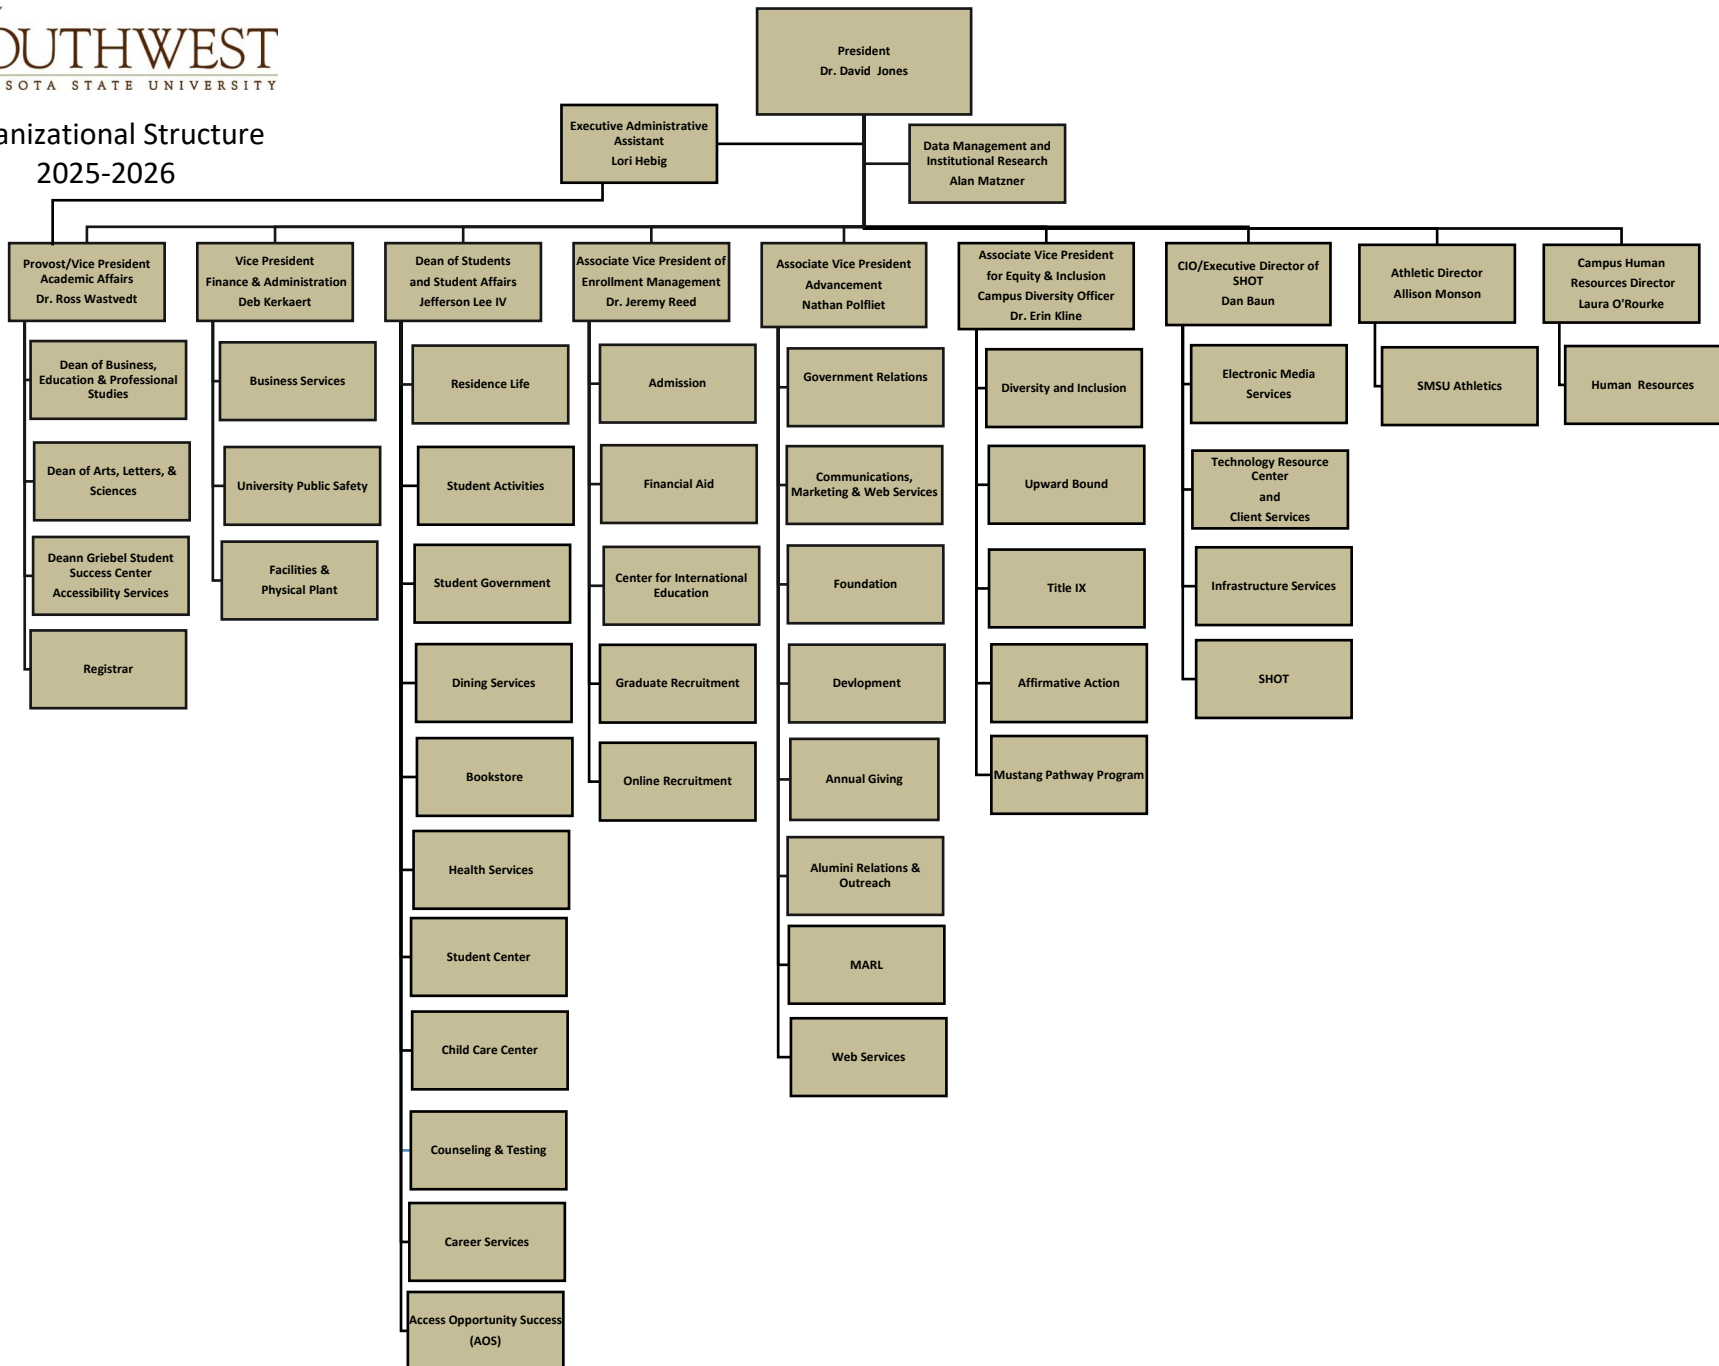 OUTHWEST
SOTA STATE UNIVERSITY
anizational Structure
2025-2026
President
Dr. David Jones
Executive Administrative
Assistant
Lori Hebig
Data Management and
Institutional Research
Alan Matzner
Provost/Vice President
Academic Affairs
Dr. Ross Wastvedt
Dean of Business,
Education & Professional
Studies
Dean of Arts, Letters, &
Sciences
Deann Griebel Student
Success Center
Accessibility Services
Registrar
Vice President
Finance & Administration
Deb Kerkaert
Business Services
University Public Safety
Facilities &
Physical Plant
Dean of Students
and Student Affairs
Jefferson Lee IV
Residence Life
Student Activities
Student Government
Dining Services
Bookstore
Health Services
Student Center
Child Care Center
Counseling & Testing
Career Services
Access Opportunity Success
(AOS)
Associate Vice President of
Enrollment Management
Dr. Jeremy Reed
Admission
Financial Aid
Center for International
Education
Graduate Recruitment
Online Recruitment
Associate Vice President
Advancement
Nathan Polfliet
Government Relations
Communications,
Marketing & Web Services
Foundation
Devlopment
Annual Giving
Alumini Relations &
Outreach
MARL
Web Services
Associate Vice President
for Equity & Inclusion
Campus Diversity Officer
Dr. Erin Kline
Diversity and Inclusion
Upward Bound
Title IX
Affirmative Action
Mustang Pathway Program
CIO/Executive Director of
SHOT
Dan Baun
Electronic Media
Services
Technology Resource
Center
and
Client Services
Infrastructure Services
SHOT
Athletic Director
Allison Monson
SMSU Athletics
Campus Human
Resources Director
Laura O'Rourke
Human Resources